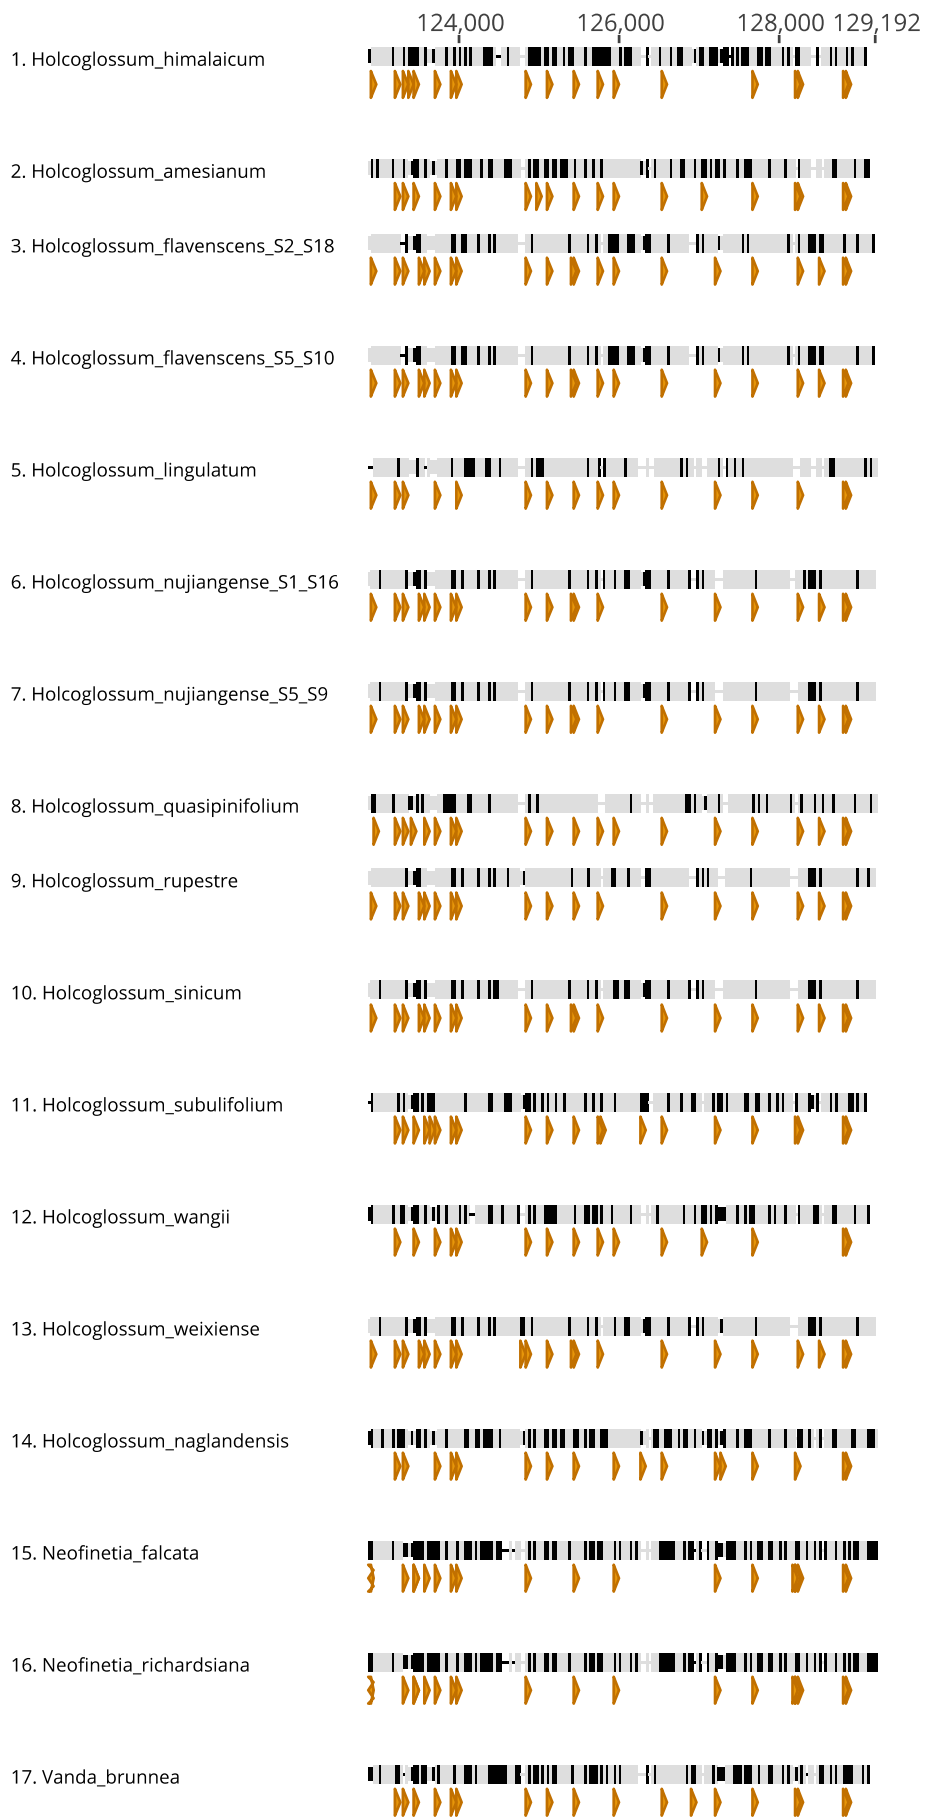 124,000 126,000 128,000 129,192
1. Holcoglossum_himalaicum
2. Holcoglossum_amesianum
3. Holcoglossum_flavenscens_S2_S18
4. Holcoglossum_flavenscens_S5_S10
5. Holcoglossum_lingulatum
6. Holcoglossum_nujiangense_S1_S16
7. Holcoglossum_nujiangense_S5_S9
8. Holcoglossum_quasipinifolium
9. Holcoglossum_rupestre
10. Holcoglossum_sinicum
11. Holcoglossum_subulifolium
12. Holcoglossum_wangii
13. Holcoglossum_weixiense
14. Holcoglossum_naglandensis
15. Neofinetia_falcata
16. Neofinetia_richardsiana
17. Vanda_brunnea